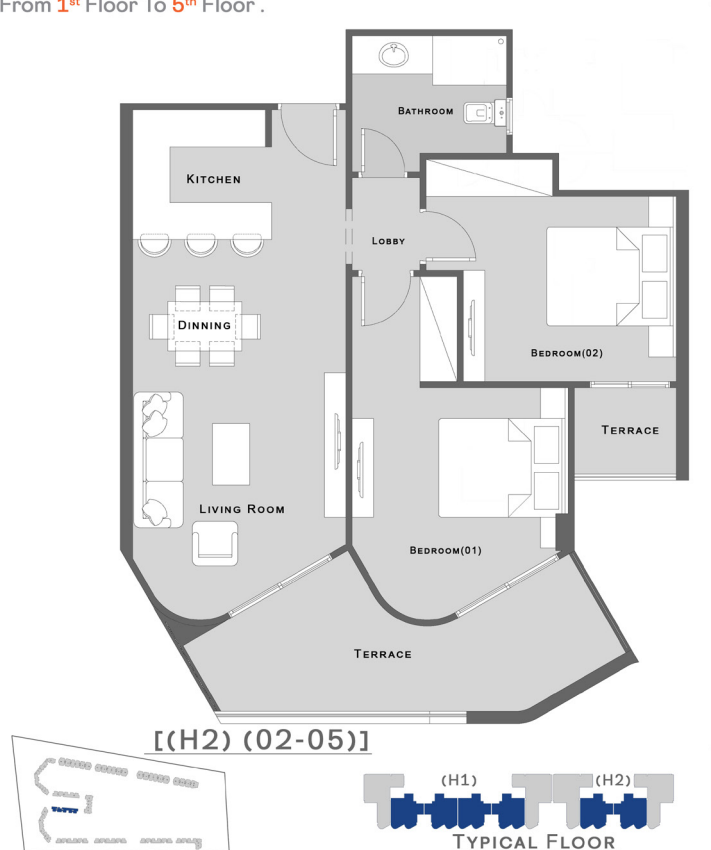 From 1st Floor To 5th Floor .
BATHROOM
KITCHEN
LOBBY
DINNING
BEDROOM(02)
TERRACE
LIVING ROOM
BEDROOM(01)
TERRACE
[(H2) (02-05)]
(H1)
(H2)
TYPICAL FLOOR